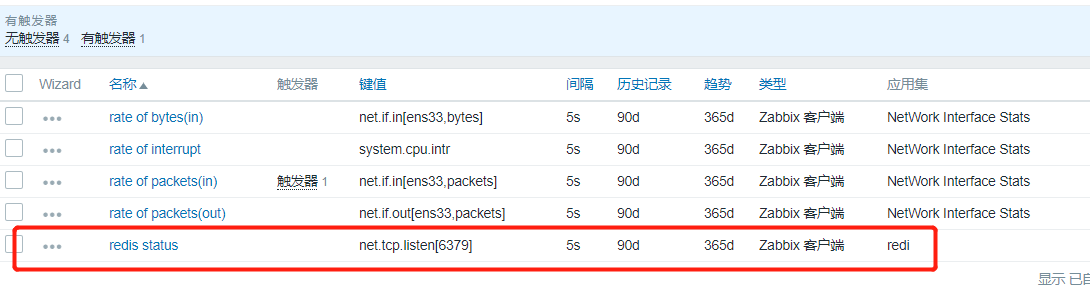 有触发器
无触发器 4 有触发器 1
Wizard 名称 触发器 键值 间隔 历史记录 趋势 类型 应用集
rate of bytes(in) net.if.in[ens33,bytes] 5s 90d 365d Zabbix 客户端 NetWork Interface Stats
rate of interrupt system.cpu.intr 5s 90d 365d Zabbix 客户端 NetWork Interface Stats
rate of packets(in) 触发器 1 net.if.in[ens33,packets] 5s 90d 365d Zabbix 客户端 NetWork Interface Stats
rate of packets(out) net.if.out[ens33,packets] 5s 90d 365d Zabbix 客户端 NetWork Interface Stats
redis status net.tcp.listen[6379] 5s 90d 365d Zabbix 客户端 redi
显示 已自